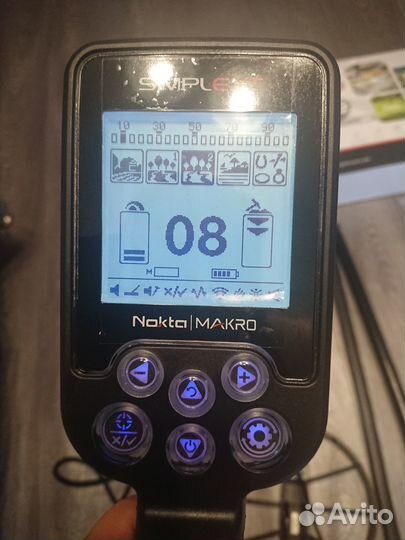 SIMPLEX+
10 30 50 70 90
08
M
Nokta | MAKRO
X/✓
Avito